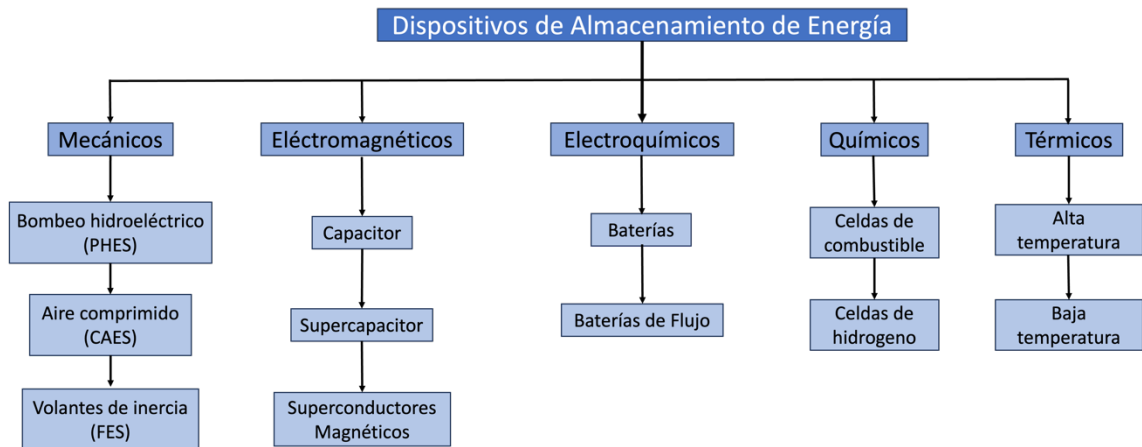 Dispositivos de Almacenamiento de Energía
Mecánicos
Eléctromagnéticos
Electroquímicos
Químicos
Térmicos
Bombeo hidroeléctrico
(PHES)
Capacitor
Baterías
Celdas de
combustible
Alta
temperatura
Aire comprimido
(CAES)
Supercapacitor
Baterías de Flujo
Celdas de
hidrogeno
Baja
temperatura
Volantes de inercia
(FES)
Superconductores
Magnéticos